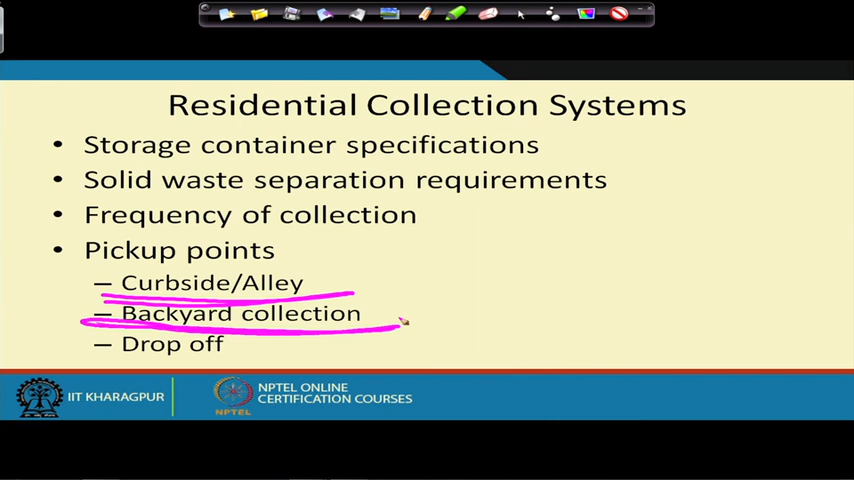 Residential Collection Systems
• Storage container specifications
• Solid waste separation requirements
• Frequency of collection
• Pickup points
– Curbside/Alley
– Backyard collection
– Drop off
IIT KHARAGPUR
NPTEL
NPTEL ONLINE
CERTIFICATION COURSES